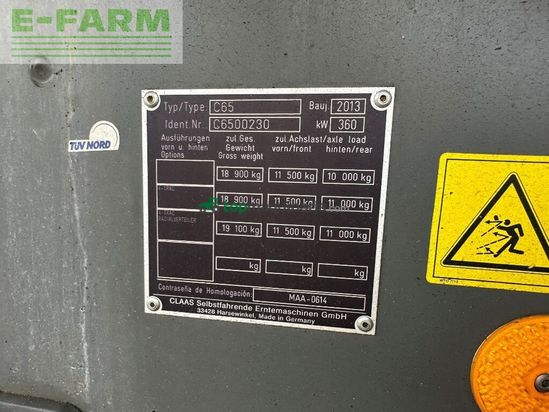 E-FARM
TÜV NORD
Typ/Type: C65 Bauj. 2013
Ident.Nr. C6500230 kW 360
Ausführungen zul. Ges. zul Achslast/axle load
vorn u. hinten Gewicht vorn/front hinten/rear
Options Gross weight
18 900 kg 11 500 kg 10 000 kg
18 900 kg 11 500 kg 11 000 kg
RADIALVERTEILER
19 100 kg 11 500 kg 11 000 kg
kg kg kg
Contraseña de Homologación: MAA-0614
CLAAS Selbstfahrende Erntemaschinen GmbH
33428 Harsewinkel, Made in Germany